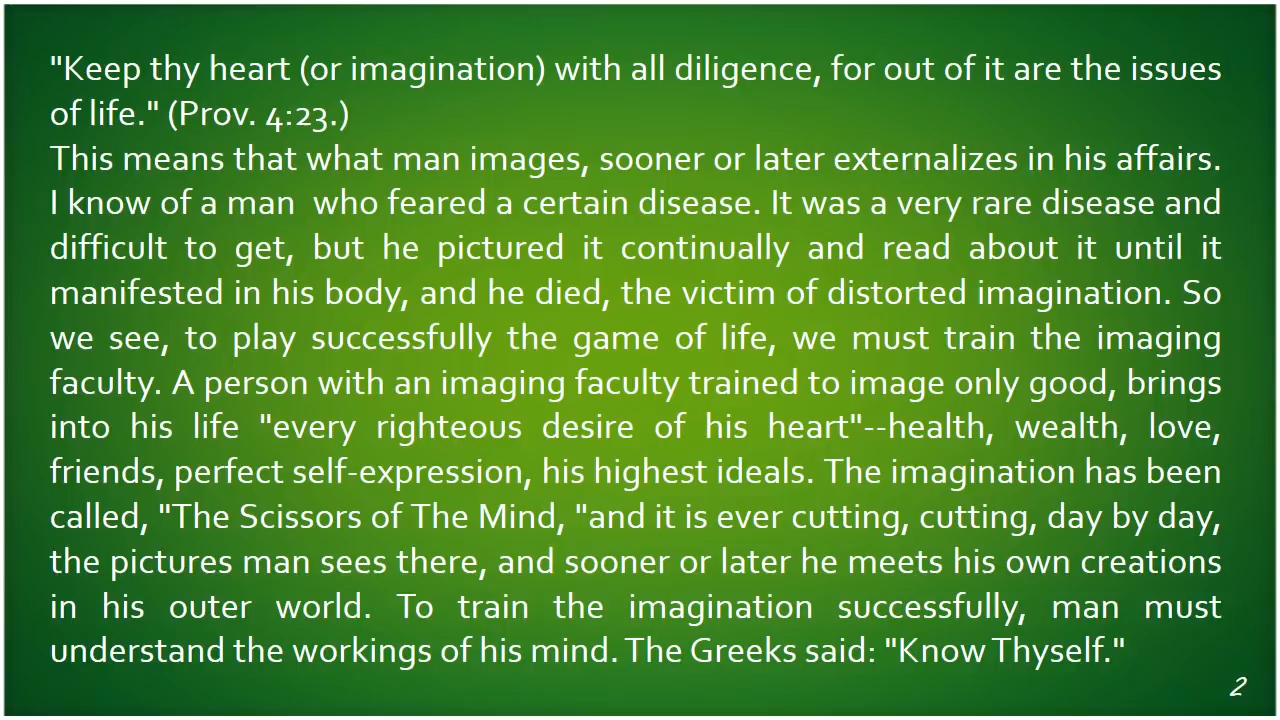 "Keep thy heart (or imagination) with all diligence, for out of it are the issues
of life." (Prov. 4:23.)
This means that what man images, sooner or later externalizes in his affairs.
I know of a man  who feared a certain disease. It was a very rare disease and
difficult to get, but he pictured it continually and read about it until it
manifested in his body, and he died, the victim of distorted imagination. So
we see, to play successfully the game of life, we must train the imaging
faculty. A person with an imaging faculty trained to image only good, brings
into his life "every righteous desire of his heart"--health, wealth, love,
friends, perfect self-expression, his highest ideals. The imagination has been
called, "The Scissors of The Mind, "and it is ever cutting, cutting, day by day,
the pictures man sees there, and sooner or later he meets his own creations
in his outer world. To train the imagination successfully, man must
understand the workings of his mind. The Greeks said: "Know Thyself."
2